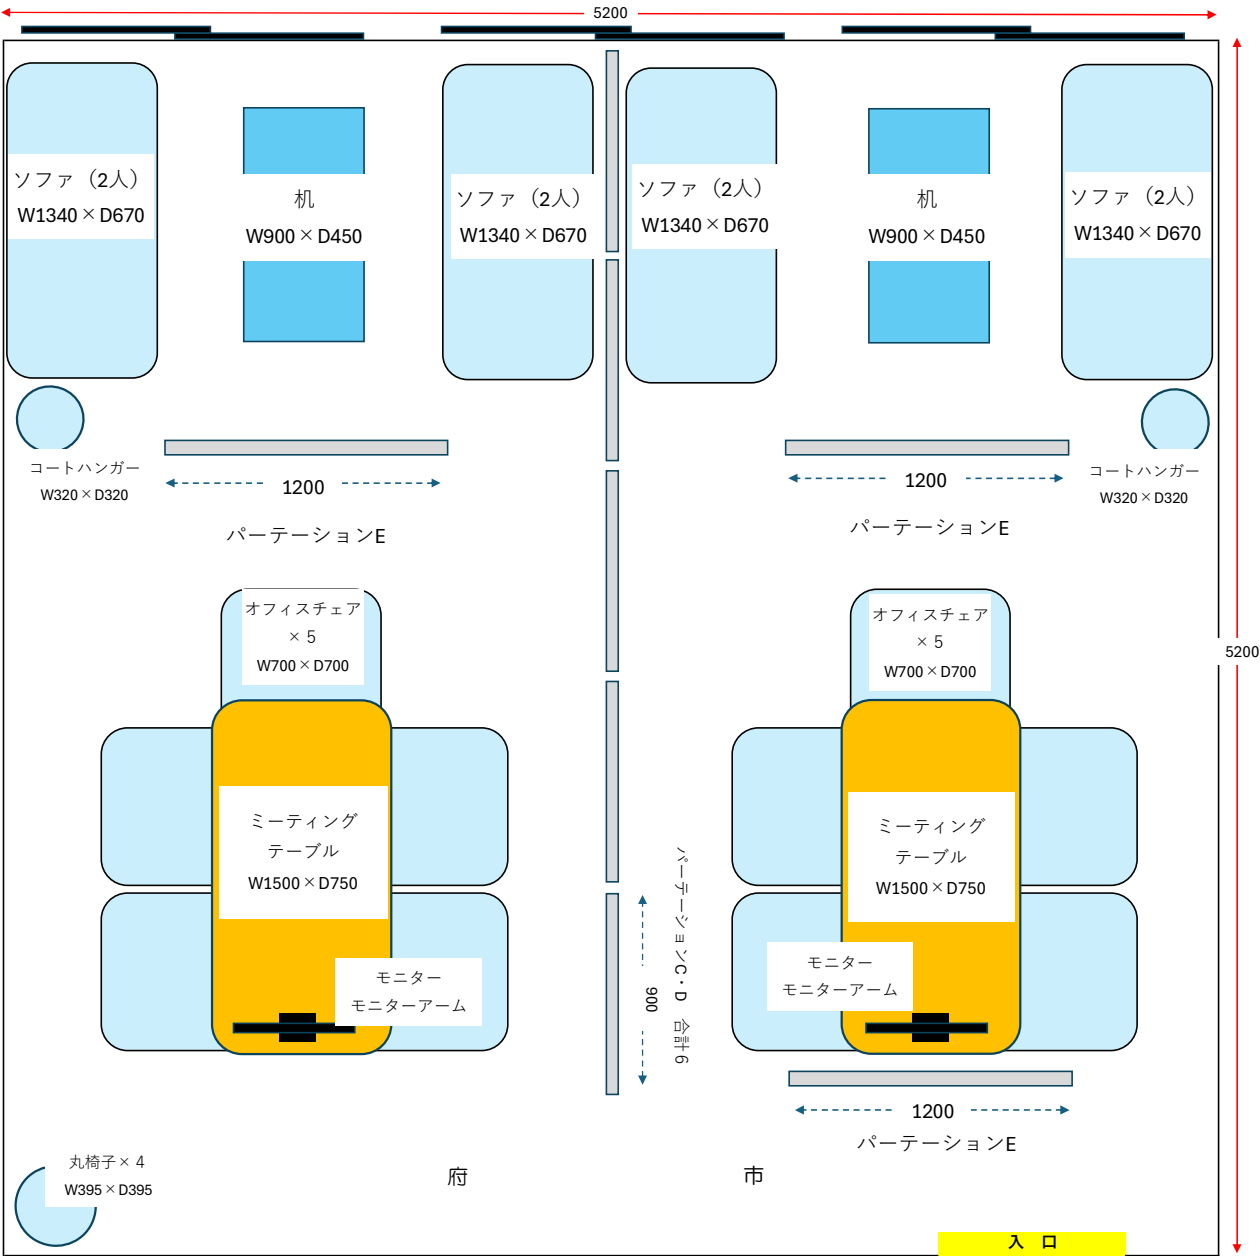 5200
ソファ（2人）
W1340×D670
机
W900×D450
ソファ（2人）
W1340×D670
ソファ（2人）
W1340×D670
机
W900×D450
ソファ（2人）
W1340×D670
コートハンガー
W320×D320
1200
パーテーションE
1200
パーテーションE
コートハンガー
W320×D320
オフィスチェア
×5
W700×D700
オフィスチェア
×5
W700×D700
5200
ミーティング
テーブル
W1500×D750
ミーティング
テーブル
W1500×D750
モニター
モニターアーム
900
パーテーションC・D 合計6
モニター
モニターアーム
1200
パーテーションE
丸椅子×4
W395×D395
府
市
入 口